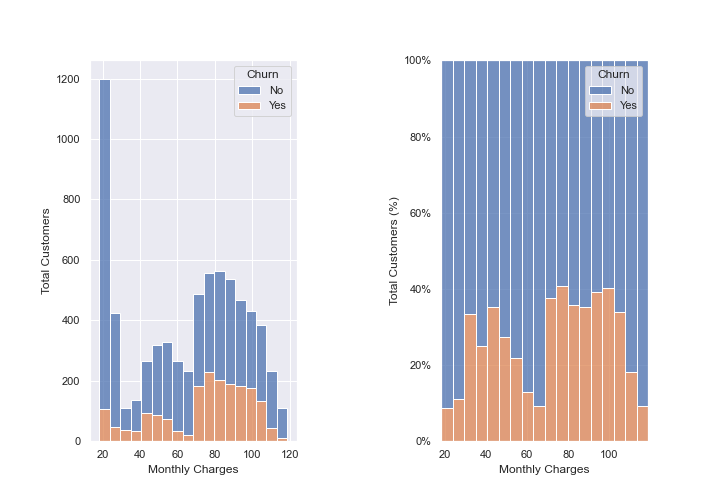 1200
1000
800
600
400
200
0
Total Customers
20 40 60 80 100 120
Monthly Charges
Churn
No
Yes
100%
80%
60%
40%
20%
0%
Total Customers (%)
20 40 60 80 100
Monthly Charges
Churn
No
Yes